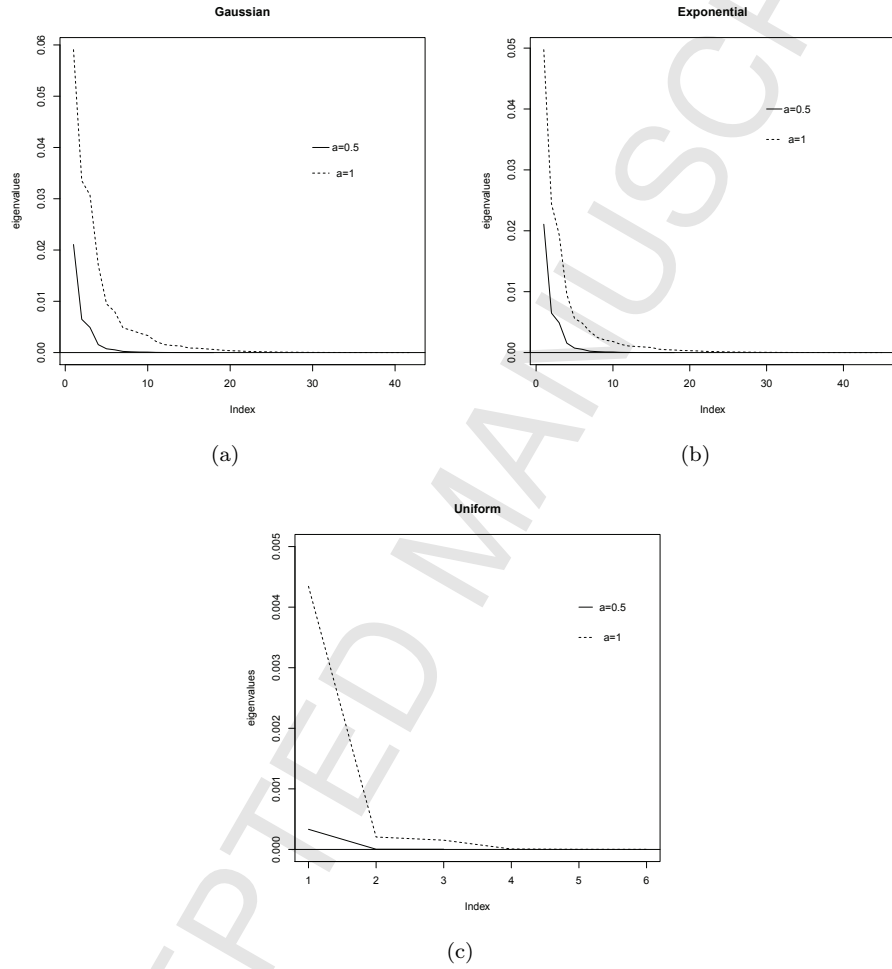 Gaussian
eigenvalues
0.00 0.01 0.02 0.03 0.04 0.05 0.06
a=0.5
a=1
0 10 20 30 40
Index
(a)
Exponential
eigenvalues
0.00 0.01 0.02 0.03 0.04 0.05
a=0.5
a=1
0 10 20 30 40
Index
(b)
Uniform
eigenvalues
0.000 0.001 0.002 0.003 0.004 0.005
a=0.5
a=1
1 2 3 4 5 6
Index
(c)
EPTED MANUSCR